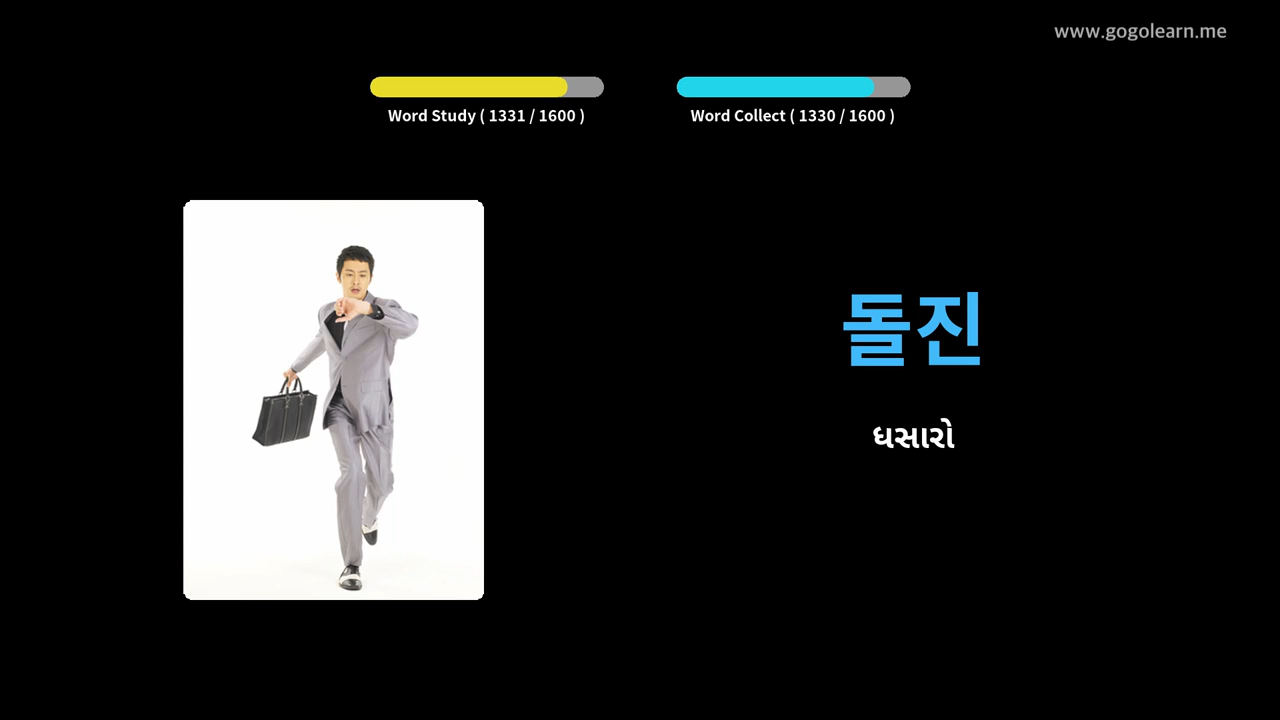 www.gogolearn.me
Word Study ( 1331 / 1600 )
Word Collect ( 1330 / 1600 )
돌진
ધસારો